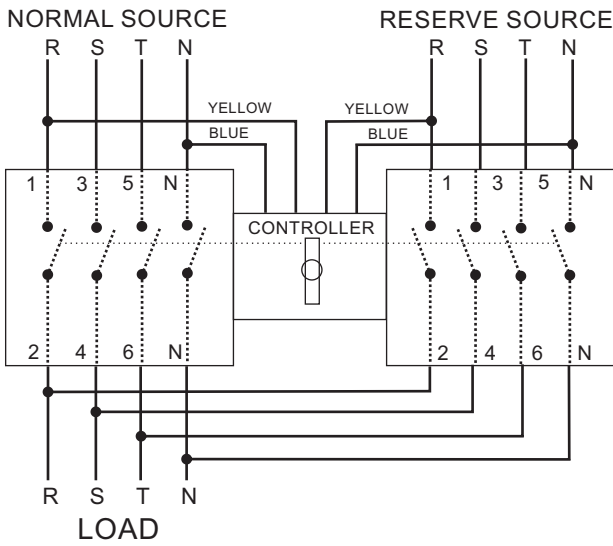 NORMAL SOURCE
RESERVE SOURCE
R S T N
R S T N
YELLOW
YELLOW
BLUE
BLUE
1 3 5 N
1 3 5 N
CONTROLLER
2 4 6 N
2 4 6 N
R S T N
LOAD